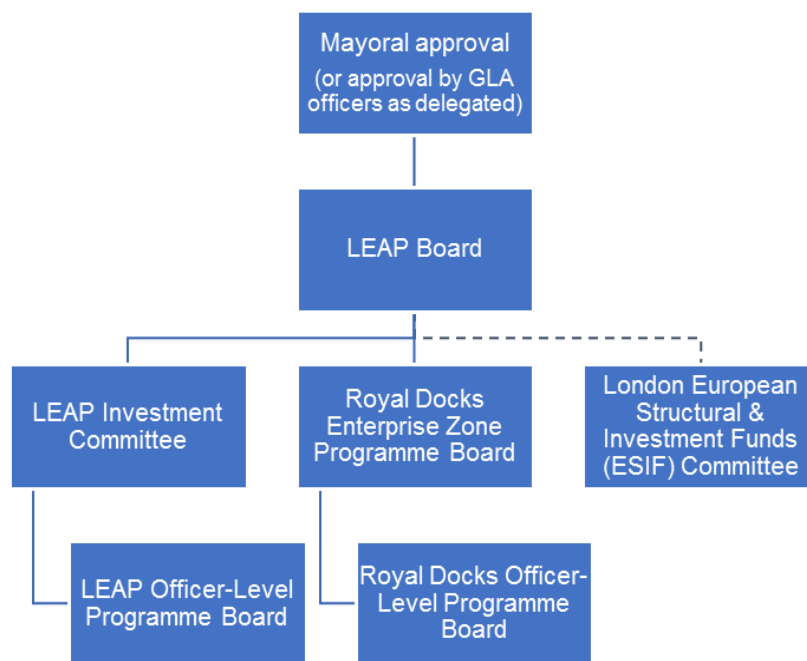 Mayoral approval
(or approval by GLA
officers as delegated)
LEAP Board
LEAP Investment
Committee
Royal Docks
Enterprise Zone
Programme Board
London European
Structural &
Investment Funds
(ESIF) Committee
LEAP Officer-Level
Programme Board
Royal Docks Officer-
Level Programme
Board